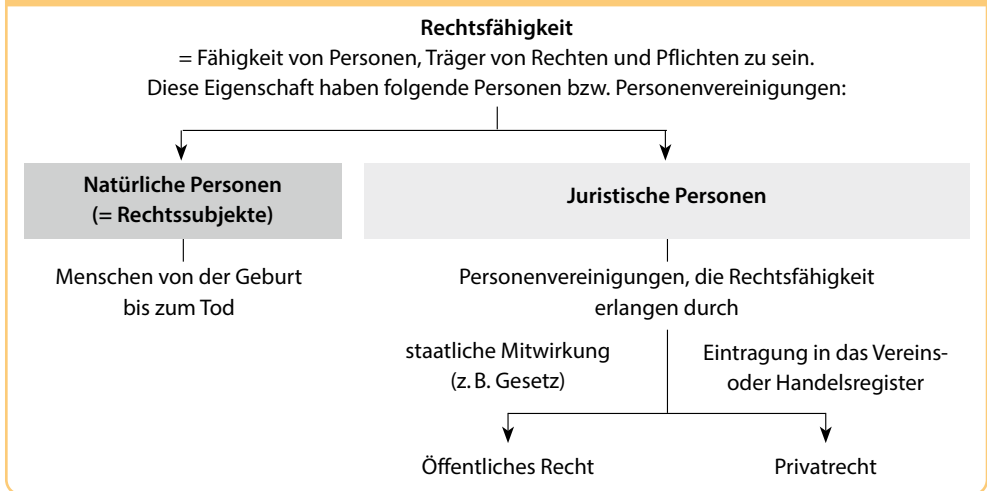 Rechtsfähigkeit
= Fähigkeit von Personen, Träger von Rechten und Pflichten zu sein.
Diese Eigenschaft haben folgende Personen bzw. Personenvereinigungen:
Natürliche Personen
(= Rechtssubjekte)
Juristische Personen
Menschen von der Geburt
bis zum Tod
Personenvereinigungen, die Rechtsfähigkeit
erlangen durch
staatliche Mitwirkung
(z. B. Gesetz)
Eintragung in das Vereins-
oder Handelsregister
Öffentliches Recht
Privatrecht